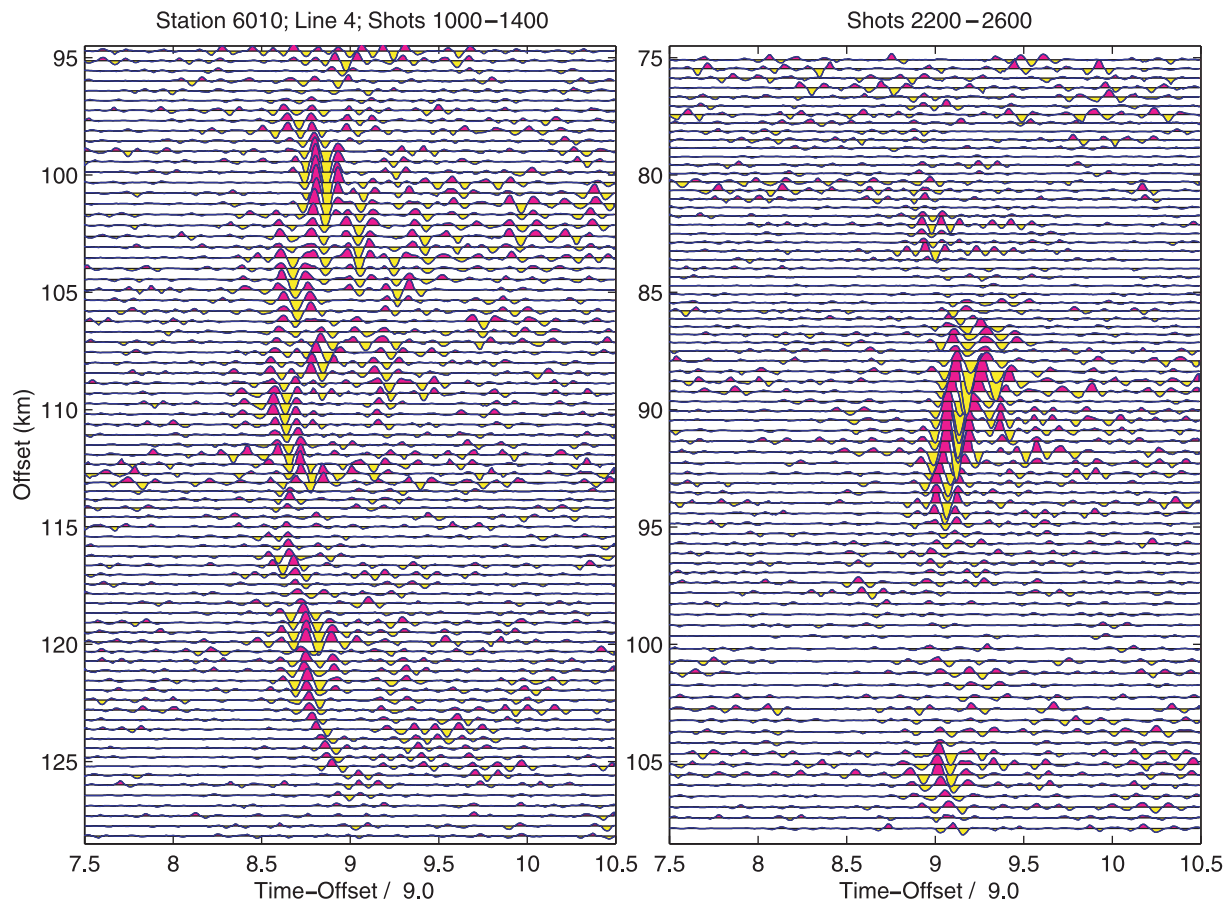 Station 6010; Line 4; Shots 1000−1400
Shots 2200−2600
Offset (km)
95
100
105
110
115
120
125
75
80
85
90
95
100
105
7.5 8 8.5 9 9.5 10 10.5
7.5 8 8.5 9 9.5 10 10.5
Time−Offset / 9.0
Time−Offset / 9.0